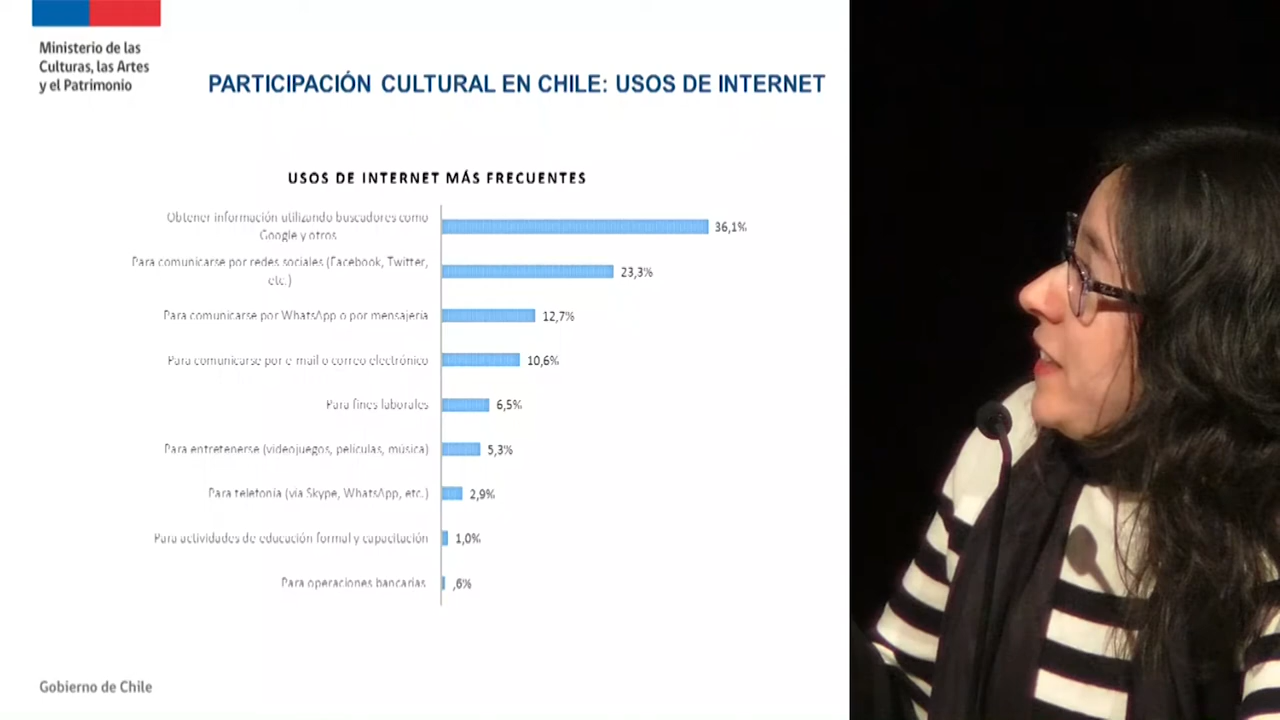 Ministerio de las
Culturas, las Artes
y el Patrimonio
PARTICIPACIÓN CULTURAL EN CHILE: USOS DE INTERNET
USOS DE INTERNET MÁS FRECUENTES
Obtener información utilizando buscadores como
Google y otros
36,1%
Para comunicarse por redes sociales (Facebook, Twitter,
etc.)
23,3%
Para comunicarse por WhatsApp o por mensajería
12,7%
Para comunicarse por e-mail o correo electrónico
10,6%
Para fines laborales
6,5%
Para entretenerse (videojuegos, películas, música)
5,3%
Para telefonía (vía Skype, WhatsApp, etc.)
2,9%
Para actividades de educación formal y capacitación
1,0%
Para operaciones bancarias
,6%
Gobierno de Chile